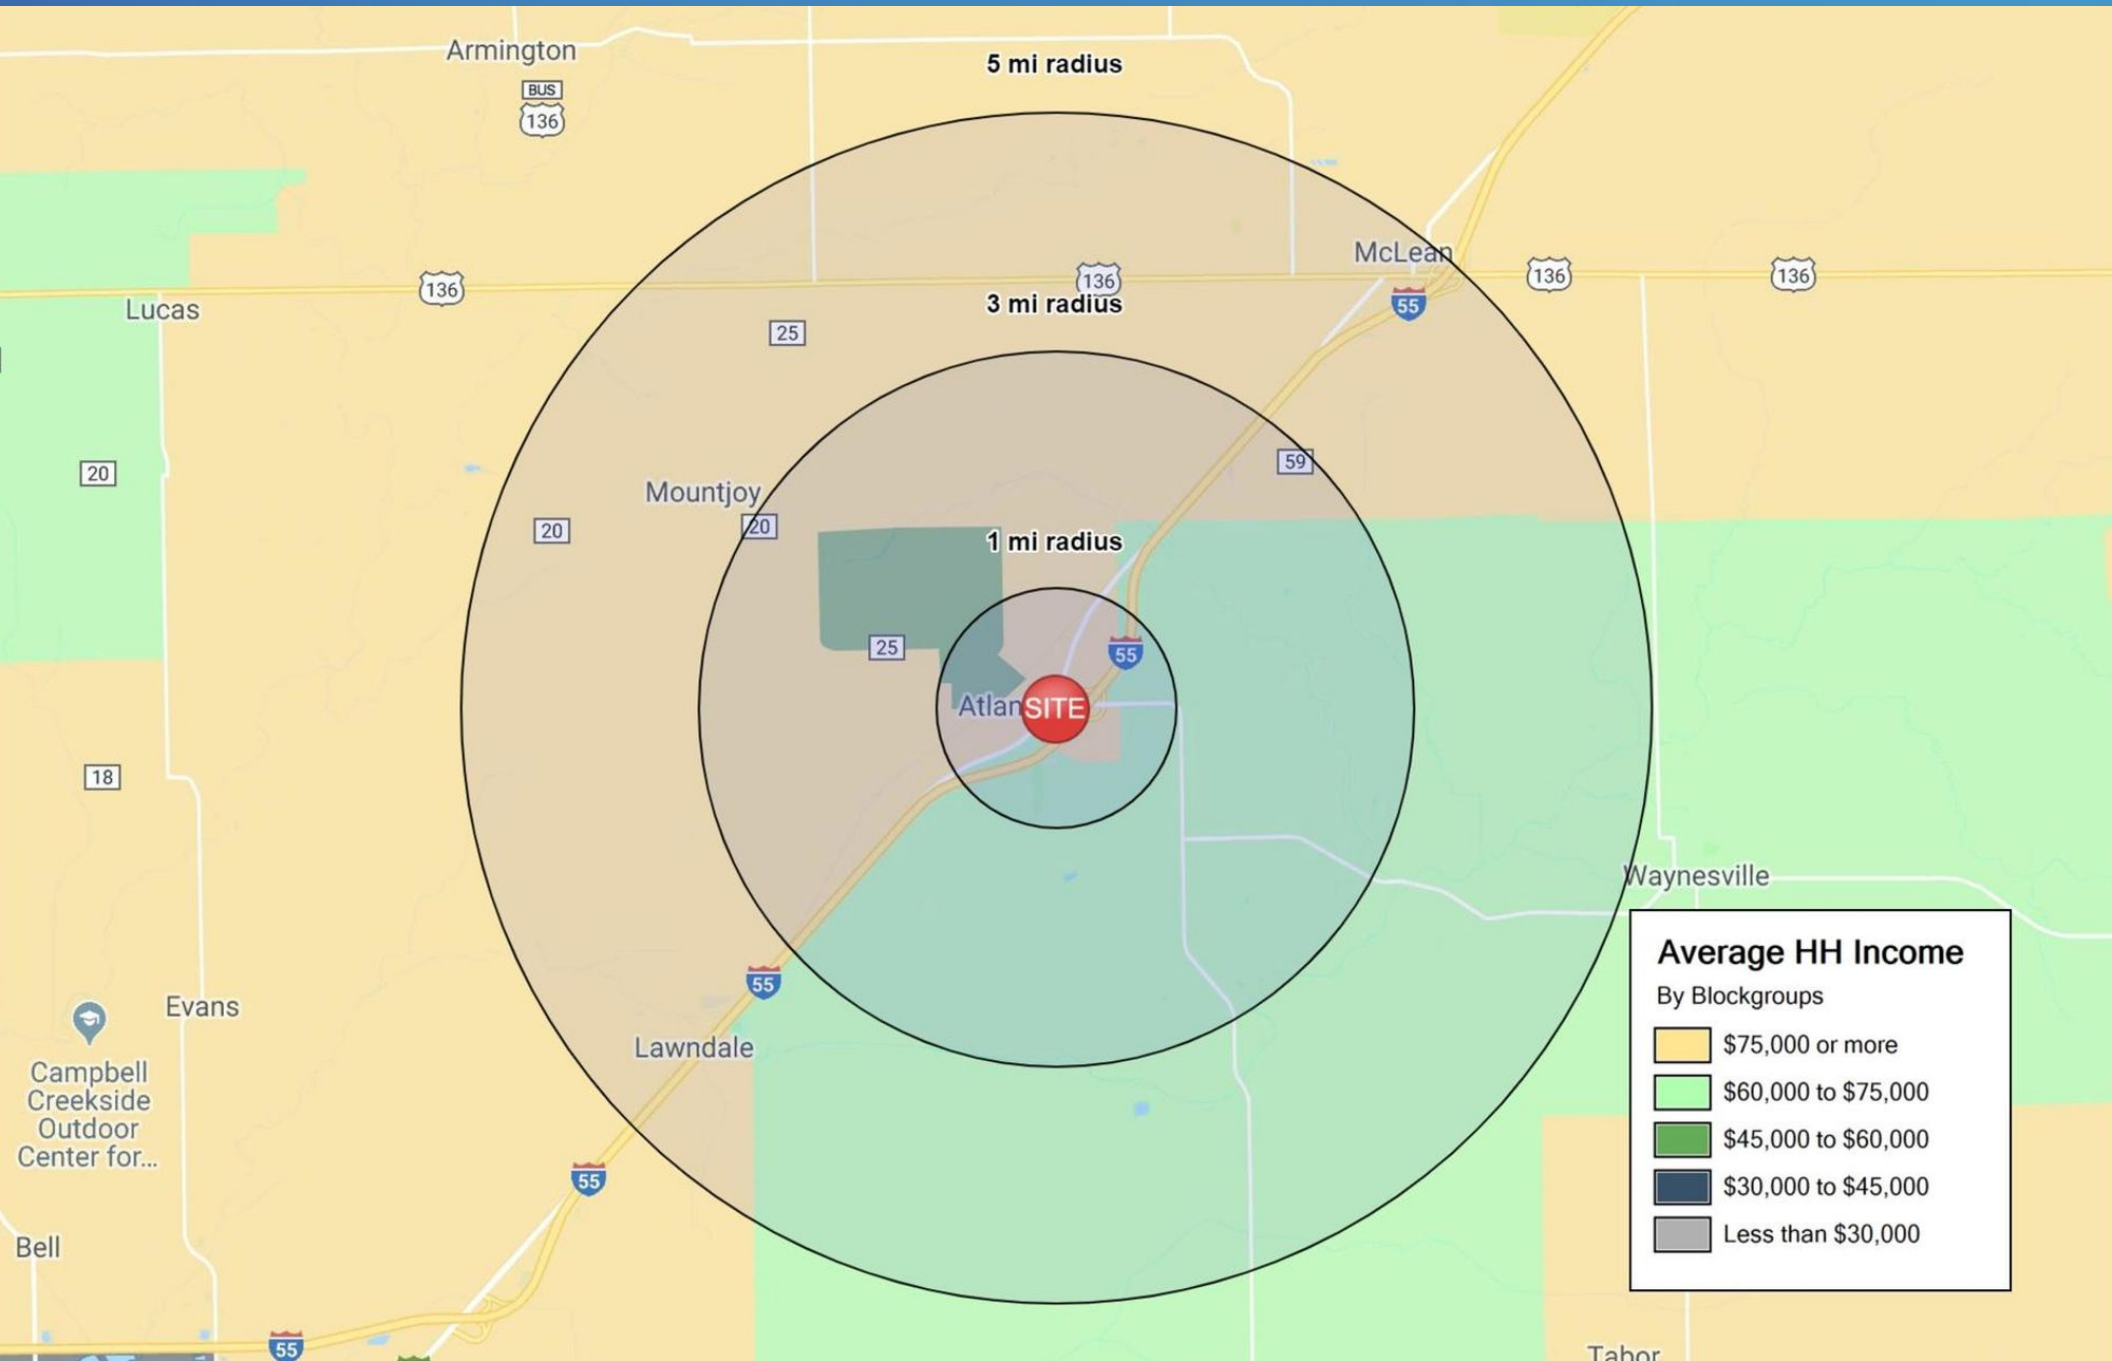 Armington
BUS
136
5 mi radius
McLean
136
136
136
136
55
3 mi radius
Lucas
25
59
20
Mountjoy
20
20
1 mi radius
25
55
Atlan
SITE
18
Waynesville
55
Evans
Lawndale
Campbell
Creekside
Outdoor
Center for...
55
Bell
55
Average HH Income
By Blockgroups
$75,000 or more
$60,000 to $75,000
$45,000 to $60,000
$30,000 to $45,000
Less than $30,000
Tabor